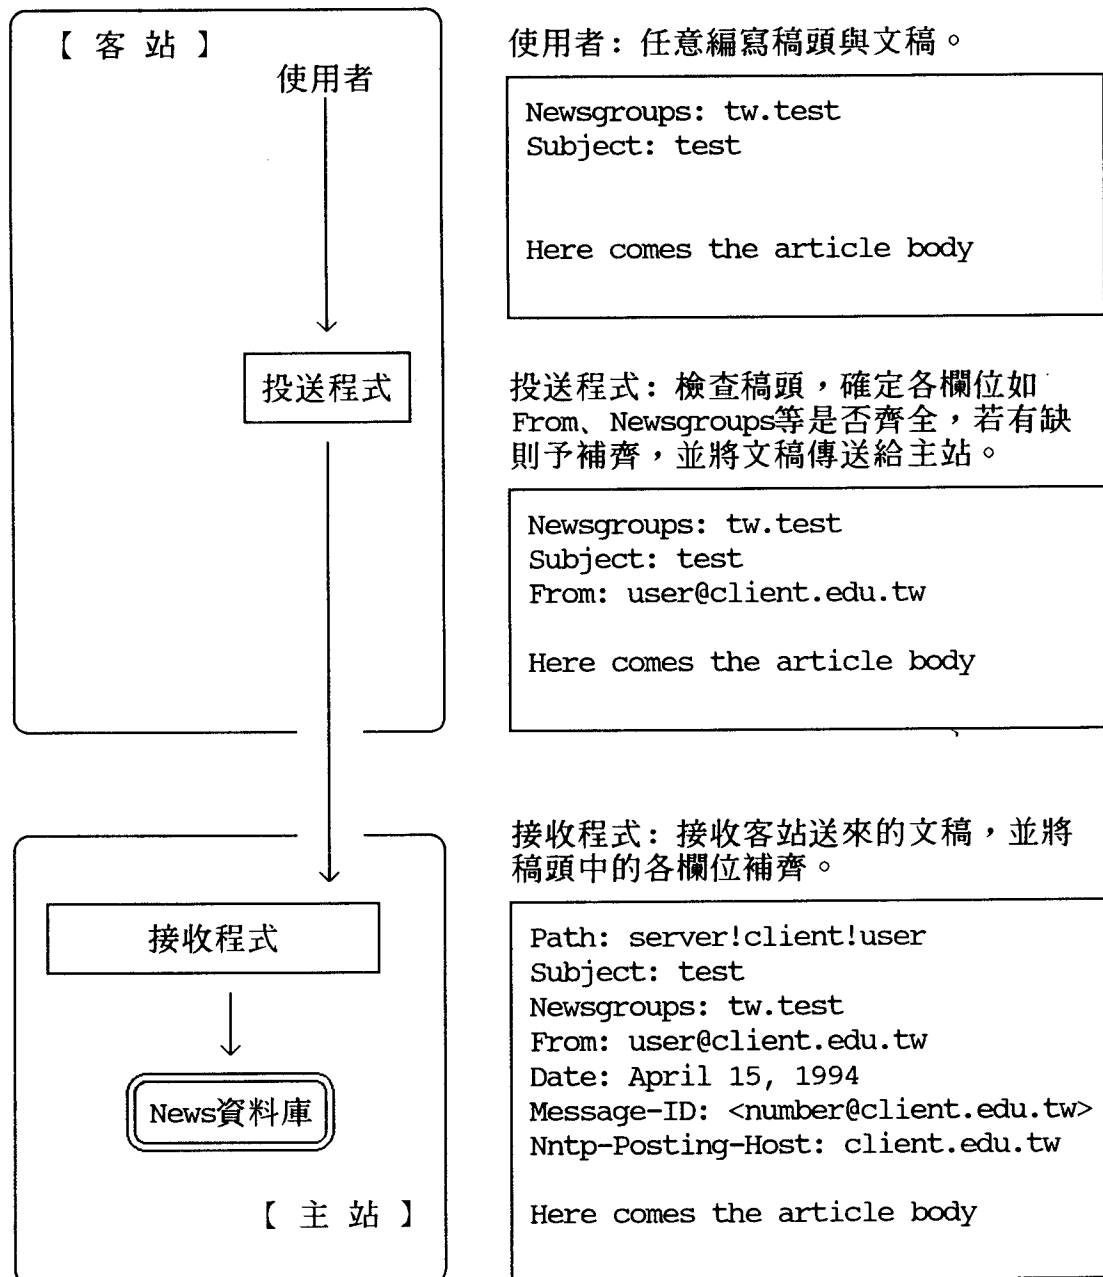 【 客 站 】
使用者
投送程式
接收程式
News資料庫
【 主 站 】
使用者: 任意編寫稿頭與文稿。
Newsgroups: tw.test
Subject: test
Here comes the article body
投送程式: 檢查稿頭，確定各欄位如
From、Newsgroups等是否齊全，若有缺
則予補齊，並將文稿傳送給主站。
Newsgroups: tw.test
Subject: test
From: user@client.edu.tw
Here comes the article body
接收程式: 接收客站送來的文稿，並將
稿頭中的各欄位補齊。
Path: server!client!user
Subject: test
Newsgroups: tw.test
From: user@client.edu.tw
Date: April 15, 1994
Message-ID: <number@client.edu.tw>
Nntp-Posting-Host: client.edu.tw
Here comes the article body